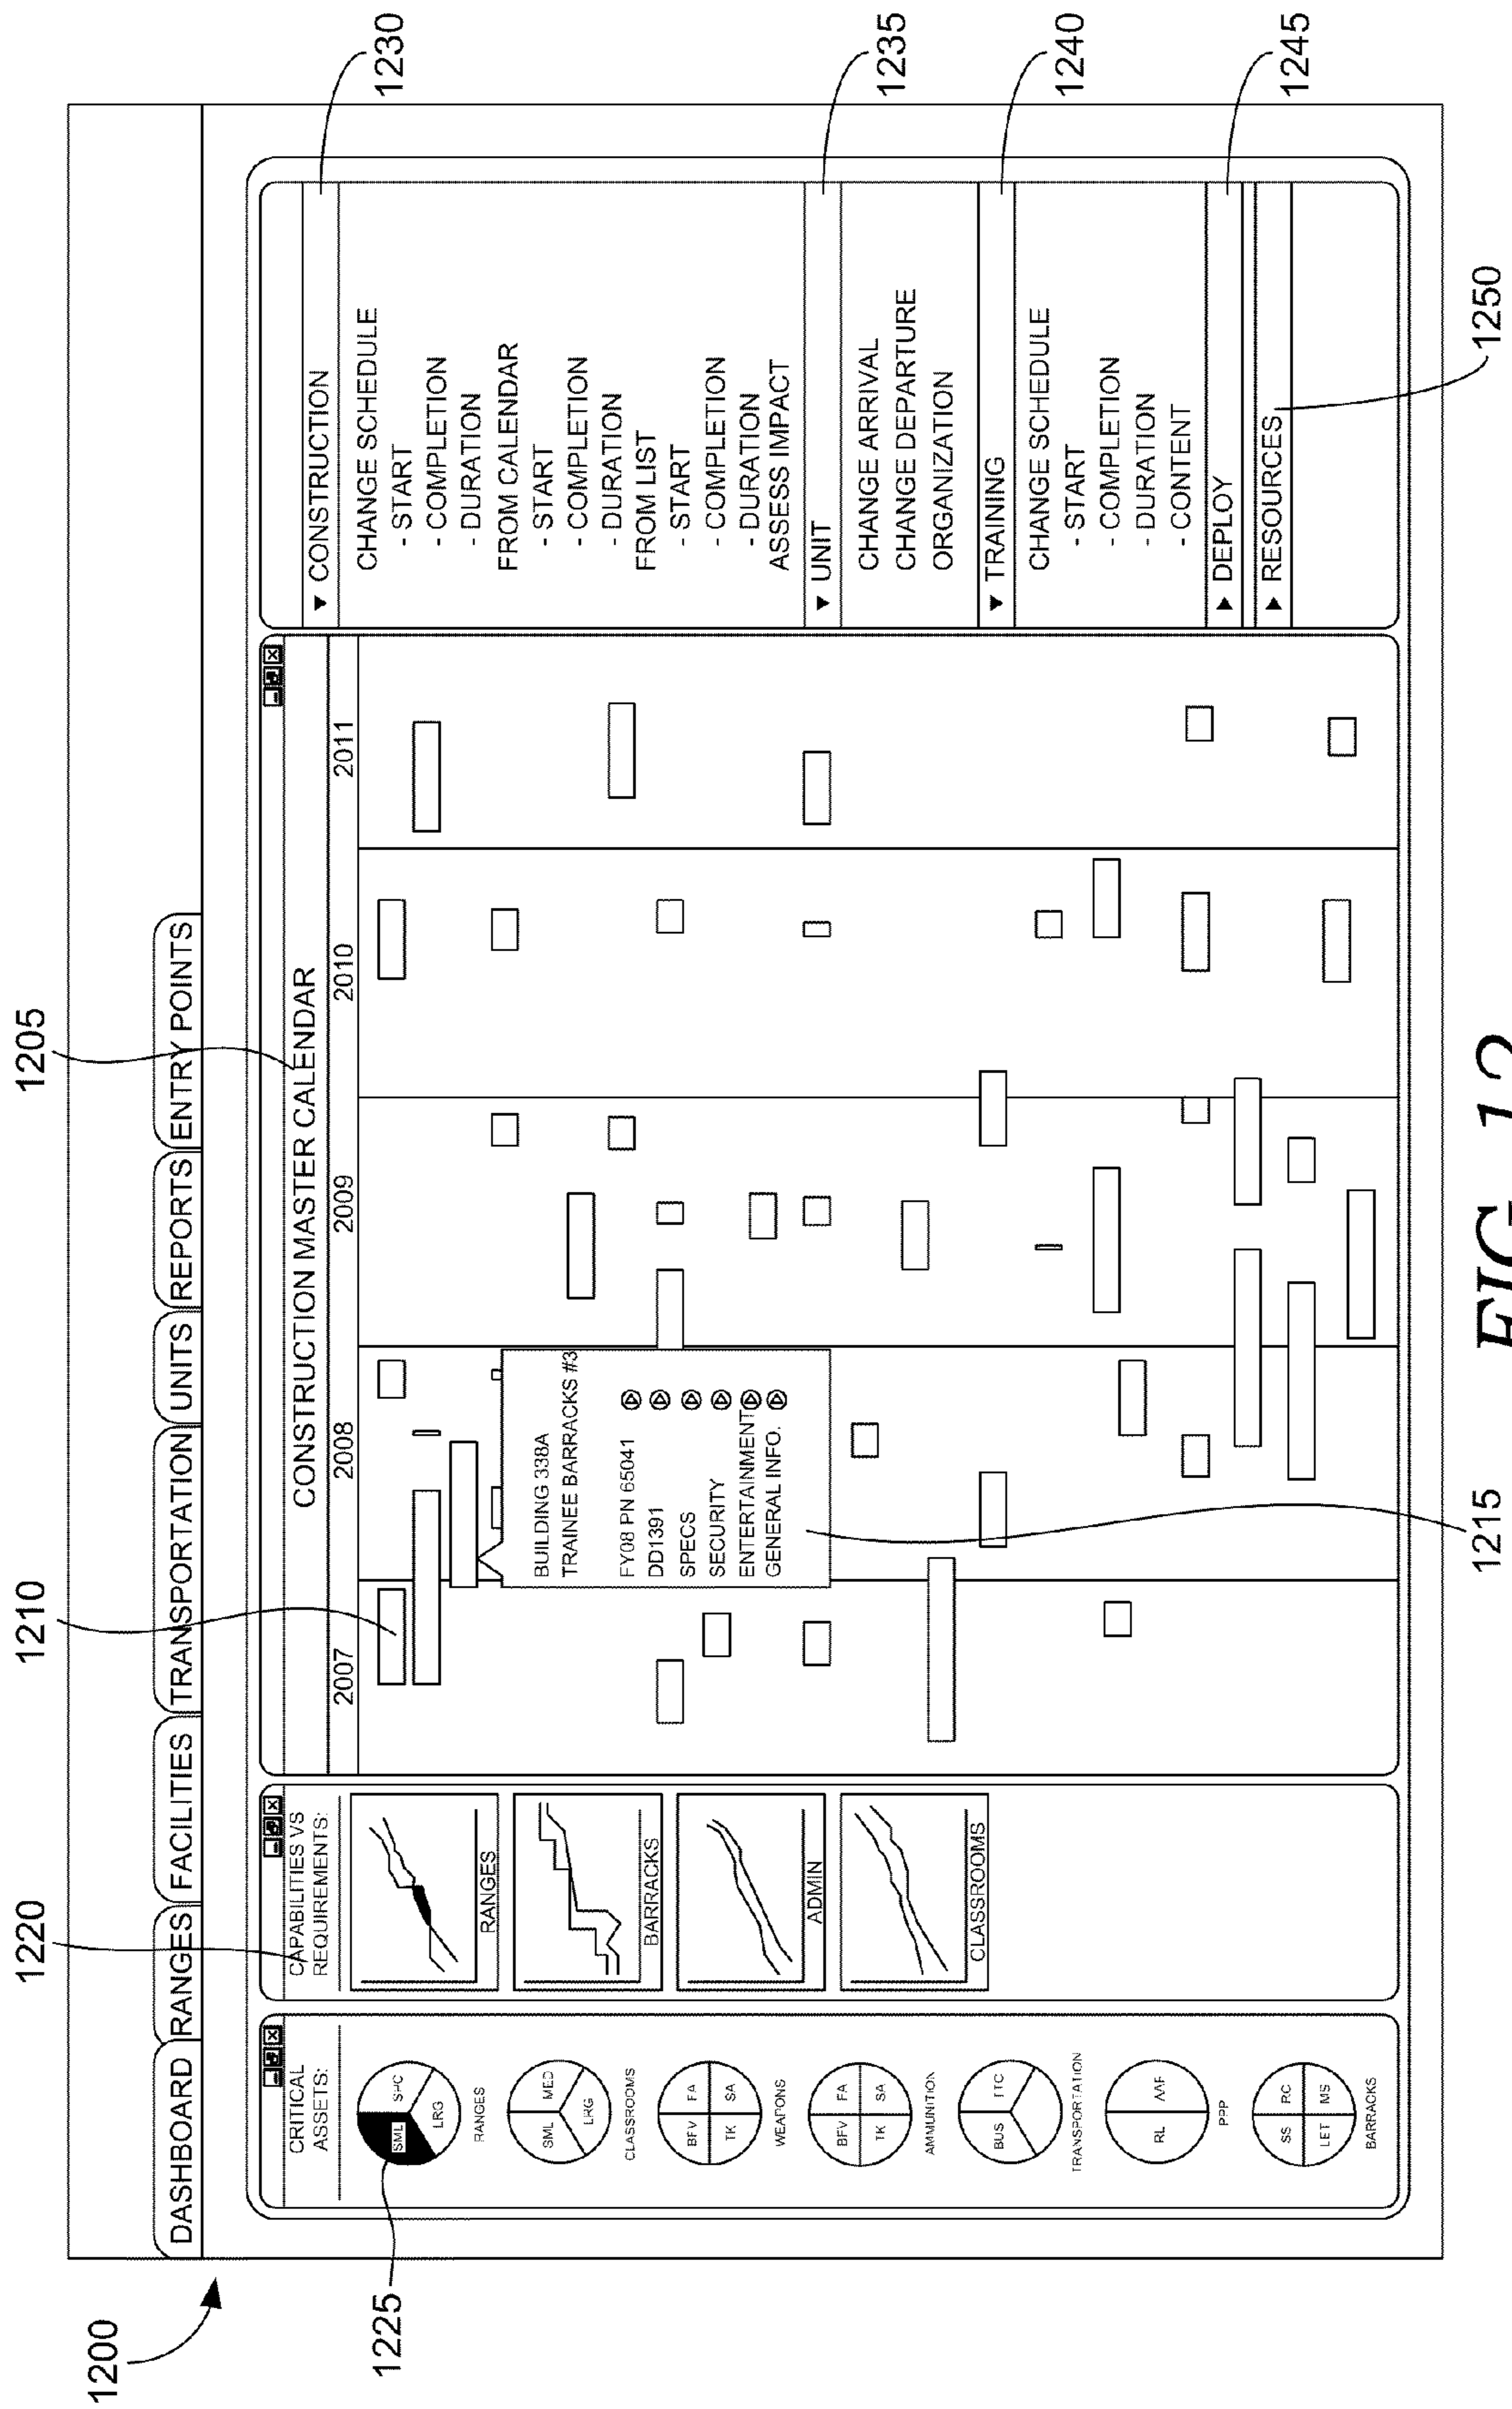 1200
1220
1210
1205
DASHBOARD
RANGES
FACILITIES
TRANSPORTATION
UNITS
REPORTS
ENTRY POINTS
1225
CRITICAL
ASSETS:
SML
SPC
LRG
RANGES
SML
MED
LRG
CLASSROOMS
BFV
FA
TK
SA
WEAPONS
BFV
FA
TK
SA
AMMUNITION
BUS
TTC
TRANSPORTATION
RL
AAF
PPP
SS
RC
LET
MS
BARRACKS
CAPABILITIES VS
REQUIREMENTS:
RANGES
BARRACKS
ADMIN
CLASSROOMS
CONSTRUCTION MASTER CALENDAR
2007
2008
2009
2010
2011
BUILDING 338A
TRAINEE BARRACKS #3
FY08 PN 65041
DD1391
SPECS
SECURITY
ENTERTAINMENT
GENERAL INFO.
1215
▼ CONSTRUCTION
CHANGE SCHEDULE
- START
- COMPLETION
- DURATION
FROM CALENDAR
- START
- COMPLETION
- DURATION
FROM LIST
- START
- COMPLETION
- DURATION
ASSESS IMPACT
▼ UNIT
CHANGE ARRIVAL
CHANGE DEPARTURE
ORGANIZATION
▼ TRAINING
CHANGE SCHEDULE
- START
- COMPLETION
- DURATION
- CONTENT
▶ DEPLOY
▶ RESOURCES
1230
1235
1240
1245
1250
FIG. 12